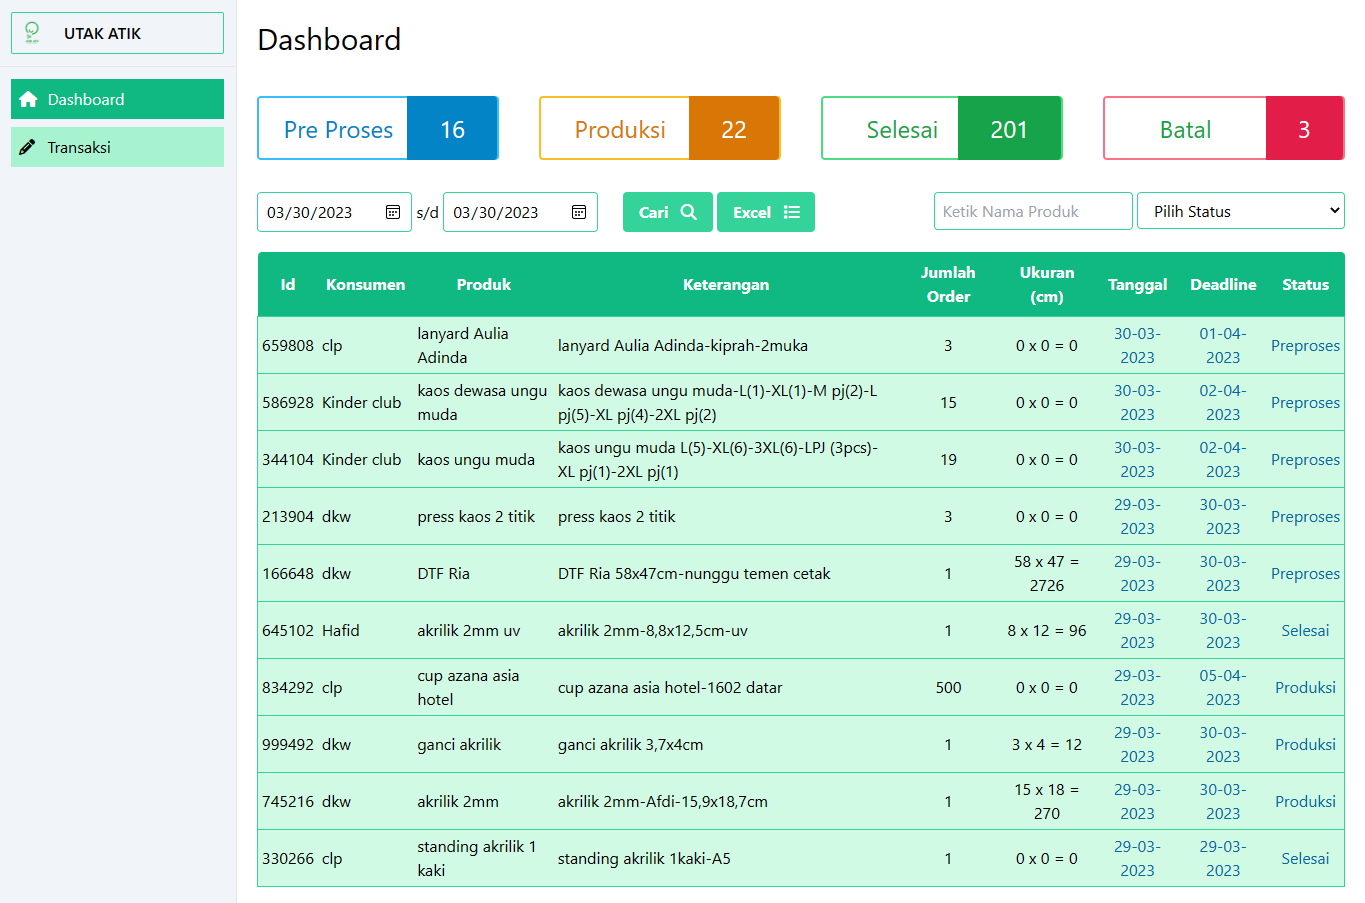 UTAK ATIK
Dashboard
Transaksi
Dashboard
Pre Proses 16
Produksi 22
Selesai 201
Batal 3
03/30/2023 s/d 03/30/2023 Cari Excel Ketik Nama Produk Pilih Status
Id Konsumen Produk Keterangan Jumlah Order Ukuran (cm) Tanggal Deadline Status
659808 clp lanyard Aulia Adinda lanyard Aulia Adinda-kiprah-2muka 3 0 x 0 = 0 30-03-2023 01-04-2023 Preproses
586928 Kinder club kaos dewasa ungu muda kaos dewasa ungu muda-L(1)-XL(1)-M pj(2)-L pj(5)-XL pj(4)-2XL pj(2) 15 0 x 0 = 0 30-03-2023 02-04-2023 Preproses
344104 Kinder club kaos ungu muda kaos ungu muda L(5)-XL(6)-3XL(6)-LPJ (3pcs)-XL pj(1)-2XL pj(1) 19 0 x 0 = 0 30-03-2023 02-04-2023 Preproses
213904 dkw press kaos 2 titik press kaos 2 titik 3 0 x 0 = 0 29-03-2023 30-03-2023 Preproses
166648 dkw DTF Ria DTF Ria 58x47cm-nunggu temen cetak 1 58 x 47 = 2726 29-03-2023 30-03-2023 Preproses
645102 Hafid akrilik 2mm uv akrilik 2mm-8,8x12,5cm-uv 1 8 x 12 = 96 29-03-2023 30-03-2023 Selesai
834292 clp cup azana asia hotel cup azana asia hotel-1602 datar 500 0 x 0 = 0 29-03-2023 05-04-2023 Produksi
999492 dkw ganci akrilik ganci akrilik 3,7x4cm 1 3 x 4 = 12 29-03-2023 30-03-2023 Produksi
745216 dkw akrilik 2mm akrilik 2mm-Afdi-15,9x18,7cm 1 15 x 18 = 270 29-03-2023 30-03-2023 Produksi
330266 clp standing akrilik 1 kaki standing akrilik 1kaki-A5 1 0 x 0 = 0 29-03-2023 29-03-2023 Selesai